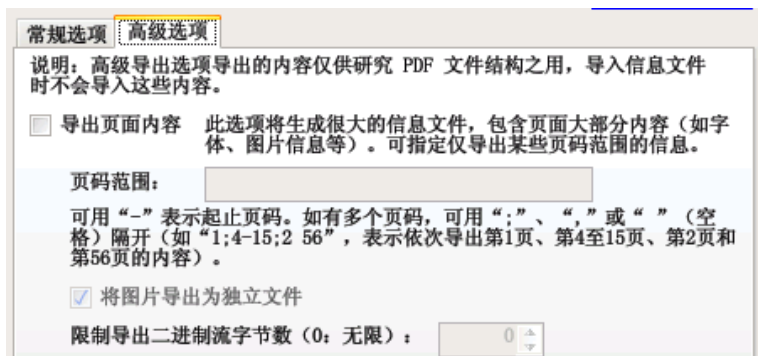 常规选项 高级选项
说明：高级导出选项导出的内容仅供研究 PDF 文件结构之用，导入信息文件
时不会导入这些内容。
导出页面内容 此选项将生成很大的信息文件，包含页面大部分内容（如字
体、图片信息等）。可指定仅导出某些页码范围的信息。
页码范围：
可用“-”表示起止页码。如有多个页码，可用“;”、“,”或“ ”（空
格）隔开（如“1;4-15;2 56”，表示依次导出第1页、第4至15页、第2页和
第56页的内容）。
将图片导出为独立文件
限制导出二进制流字节数（0：无限）： 0